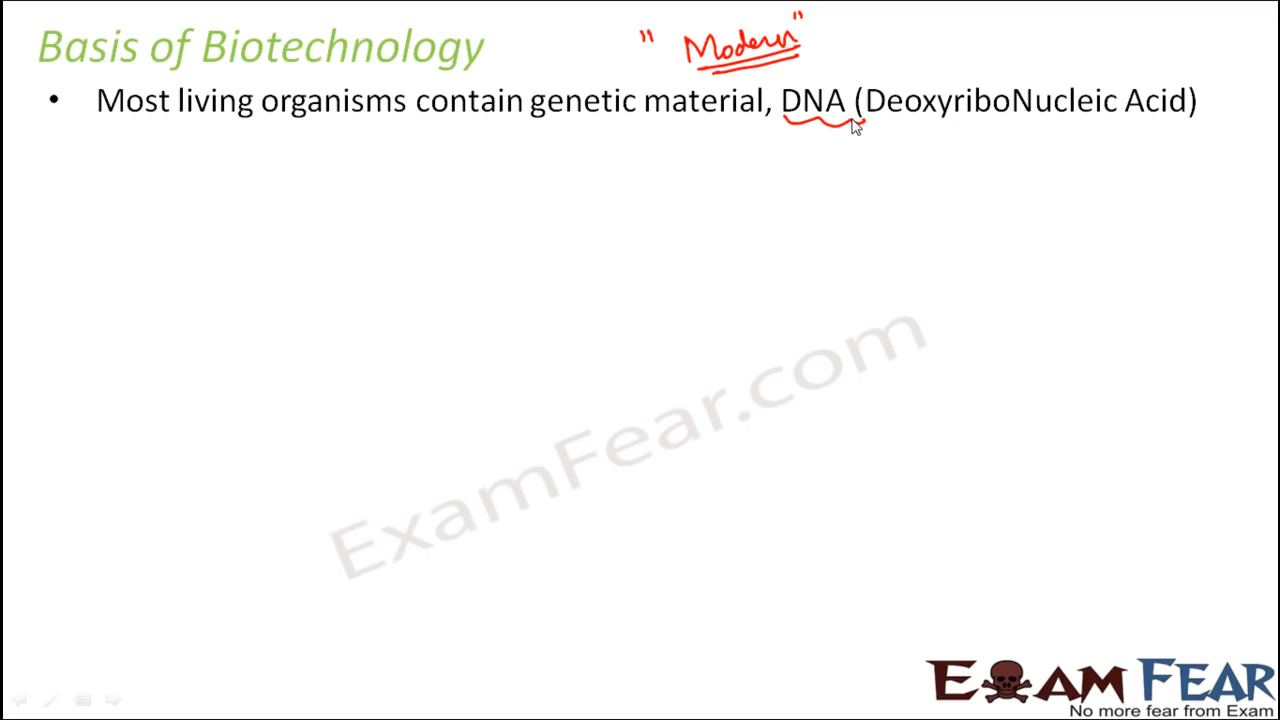 Basis of Biotechnology
" Modern "
• Most living organisms contain genetic material, DNA (DeoxyriboNucleic Acid)
ExamFear.com
EXAM FEAR
No more fear from Exam